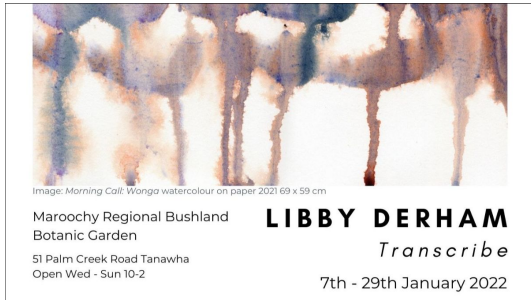 Image: Morning Call: Wonga watercolour on paper 2021 69 x 59 cm
Maroochy Regional Bushland
Botanic Garden
51 Palm Creek Road Tanawha
Open Wed - Sun 10-2
LIBBY DERHAM
Transcribe
7th - 29th January 2022